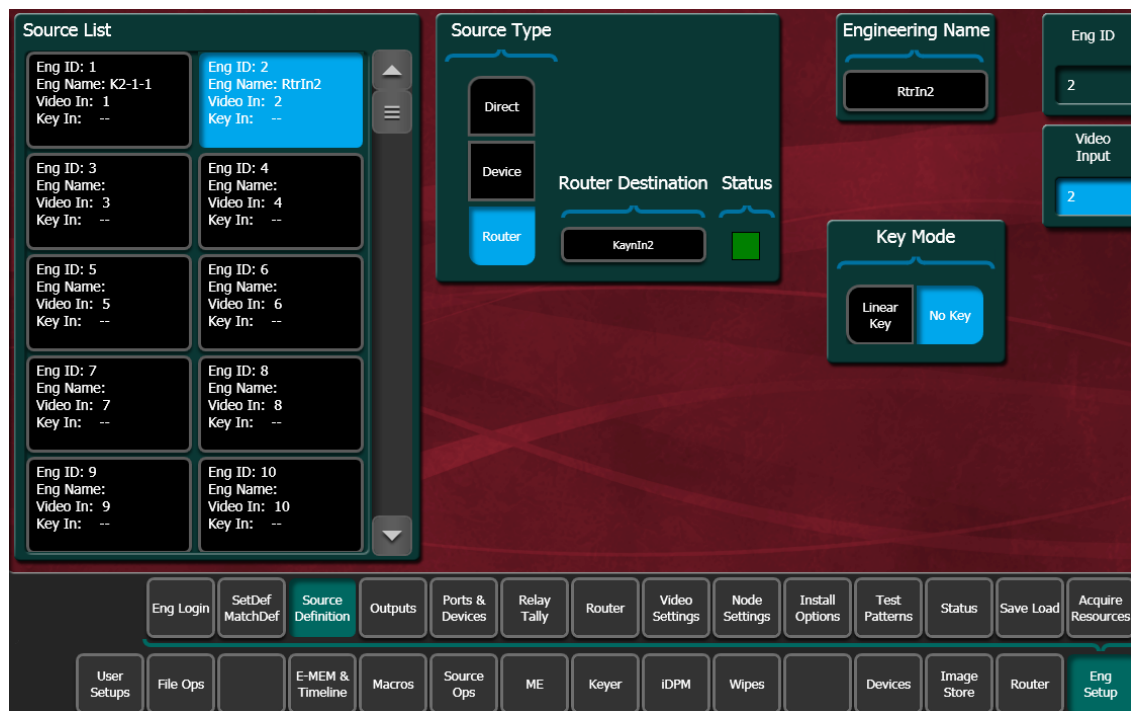 Source List
Eng ID: 1
Eng Name: K2-1-1
Video In: 1
Key In: --
Eng ID: 2
Eng Name: RtrIn2
Video In: 2
Key In: --
Eng ID: 3
Eng Name:
Video In: 3
Key In: --
Eng ID: 4
Eng Name:
Video In: 4
Key In: --
Eng ID: 5
Eng Name:
Video In: 5
Key In: --
Eng ID: 6
Eng Name:
Video In: 6
Key In: --
Eng ID: 7
Eng Name:
Video In: 7
Key In: --
Eng ID: 8
Eng Name:
Video In: 8
Key In: --
Eng ID: 9
Eng Name:
Video In: 9
Key In: --
Eng ID: 10
Eng Name:
Video In: 10
Key In: --
Source Type
Direct
Device
Router
Router Destination
KaynIn2
Status
Engineering Name
RtrIn2
Eng ID
2
Video
Input
2
Key Mode
Linear
Key
No Key
Eng Login
SetDef
MatchDef
Source
Definition
Outputs
Ports &
Devices
Relay
Tally
Router
Video
Settings
Node
Settings
Install
Options
Test
Patterns
Status
Save Load
Acquire
Resources
User
Setups
File Ops
E-MEM &
Timeline
Macros
Source
Ops
ME
Keyer
iDPM
Wipes
Devices
Image
Store
Router
Eng
Setup